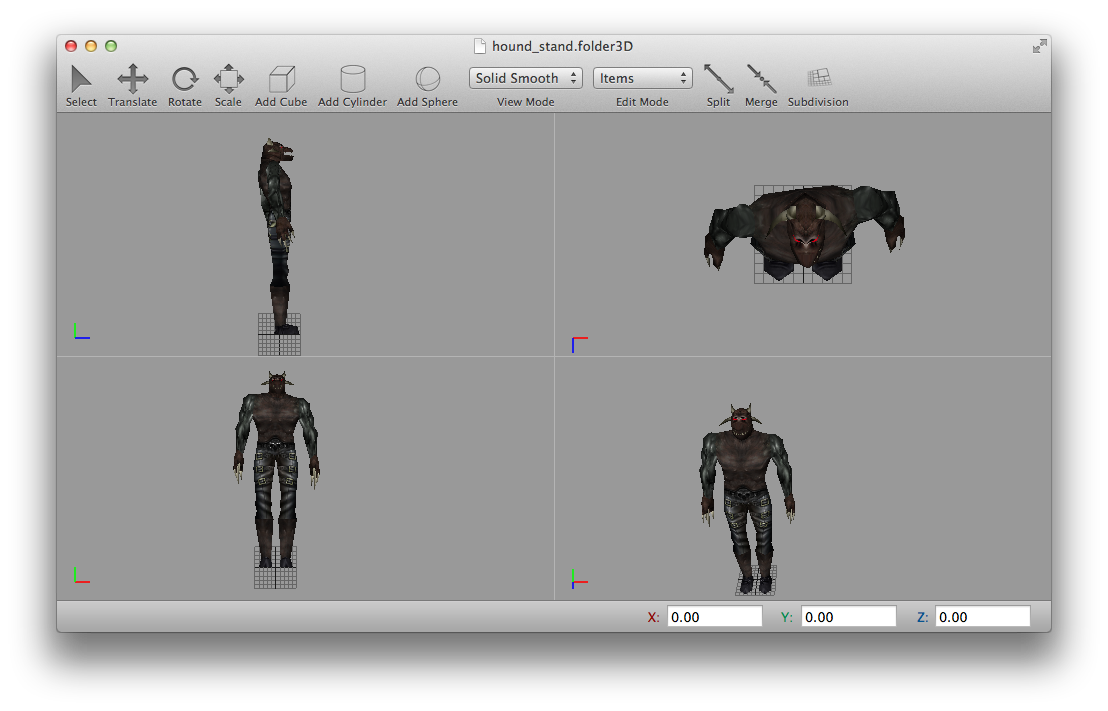 hound_stand.folder3D
Solid Smooth Items
Select Translate Rotate Scale Add Cube Add Cylinder Add Sphere View Mode Edit Mode Split Merge Subdivision
X: 0.00 Y: 0.00 Z: 0.00